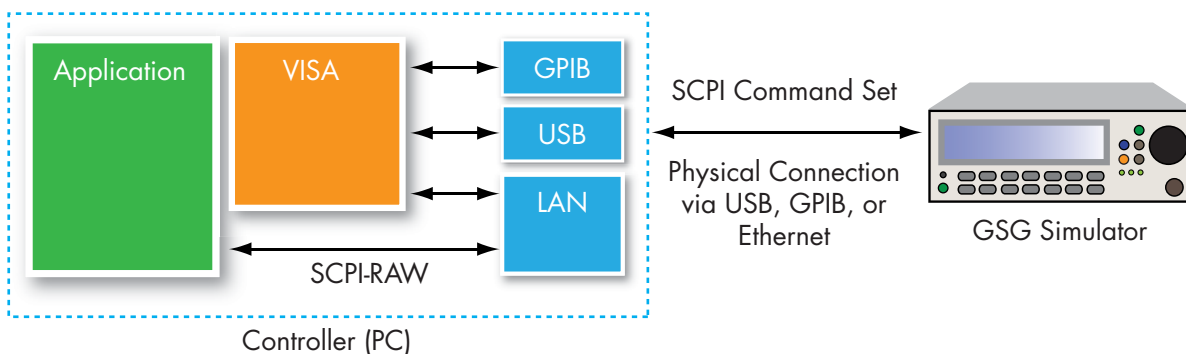 Application
VISA
GPIB
USB
LAN
SCPI-RAW
Controller (PC)
SCPI Command Set
Physical Connection
via USB, GPIB, or
Ethernet
GSG Simulator